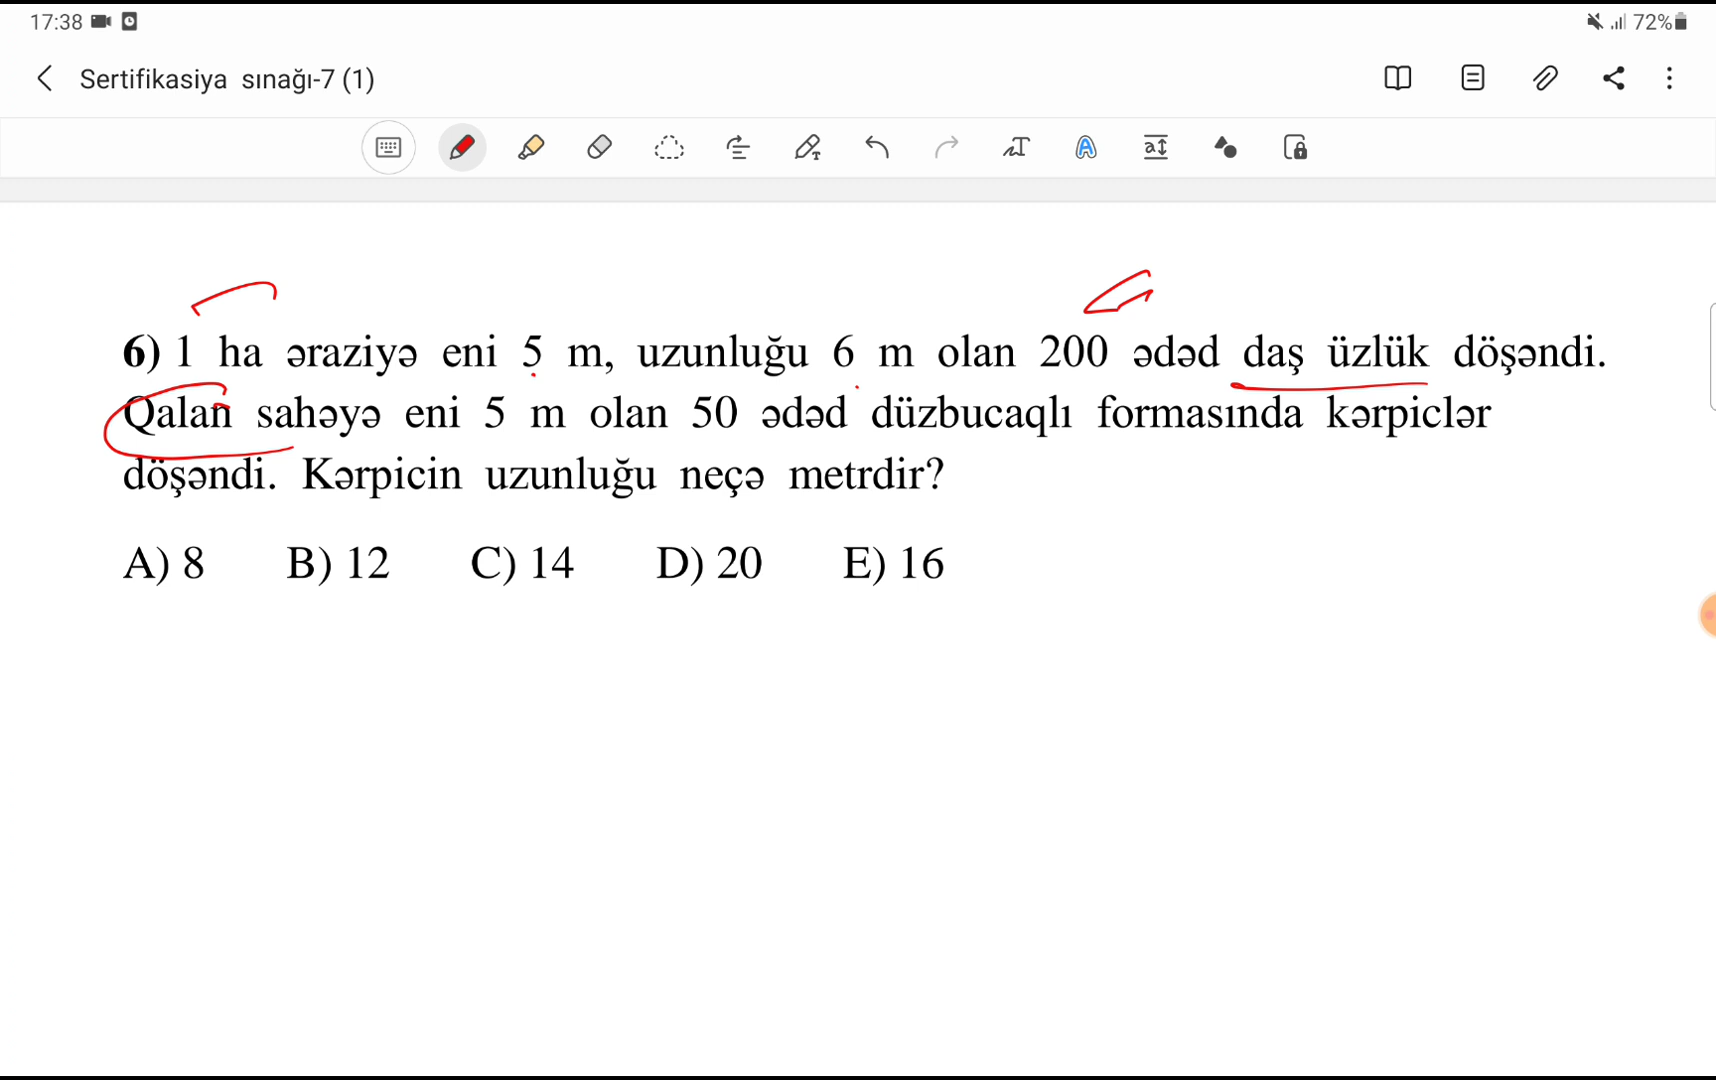 17:38
72%
Sertifikasiya sınağı-7 (1)
6) 1 ha əraziyə eni 5 m, uzunluğu 6 m olan 200 ədəd daş üzlük döşəndi.
Qalan sahəyə eni 5 m olan 50 ədəd düzbucaqlı formasında kərpiclər
döşəndi. Kərpicin uzunluğu neçə metrdir?
A) 8 B) 12 C) 14 D) 20 E) 16